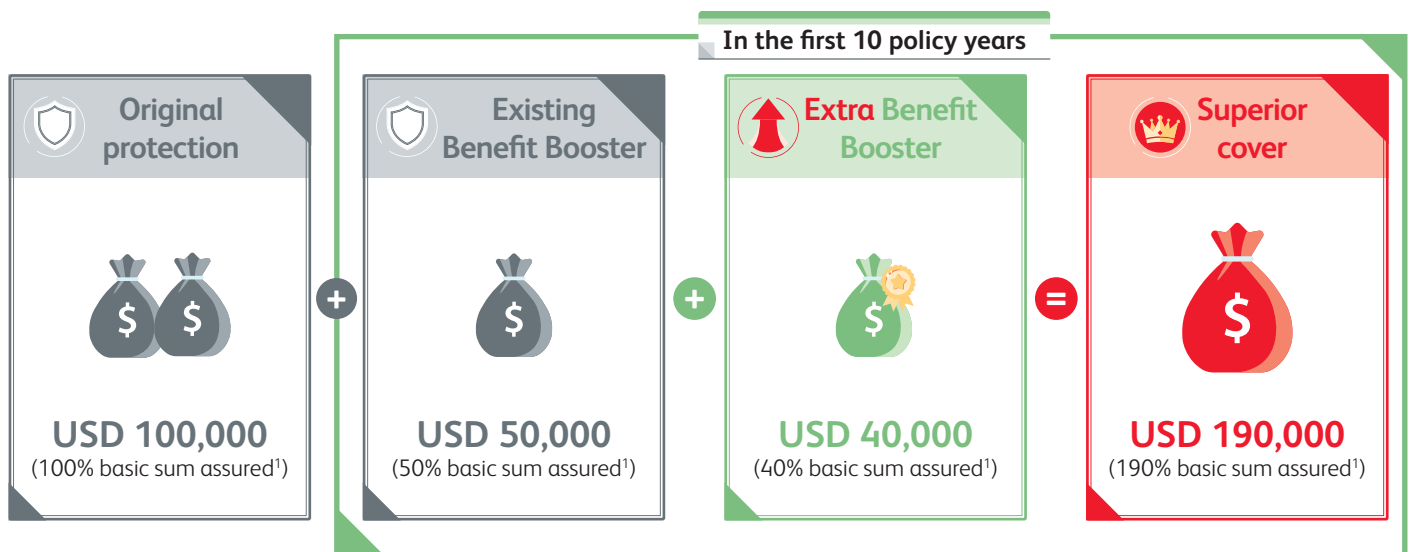 In the first 10 policy years
Original
protection
$ $
USD 100,000
(100% basic sum assured¹)
+
Existing
Benefit Booster
$
USD 50,000
(50% basic sum assured¹)
+
Extra Benefit
Booster
$
USD 40,000
(40% basic sum assured¹)
=
Superior
cover
$
USD 190,000
(190% basic sum assured¹)